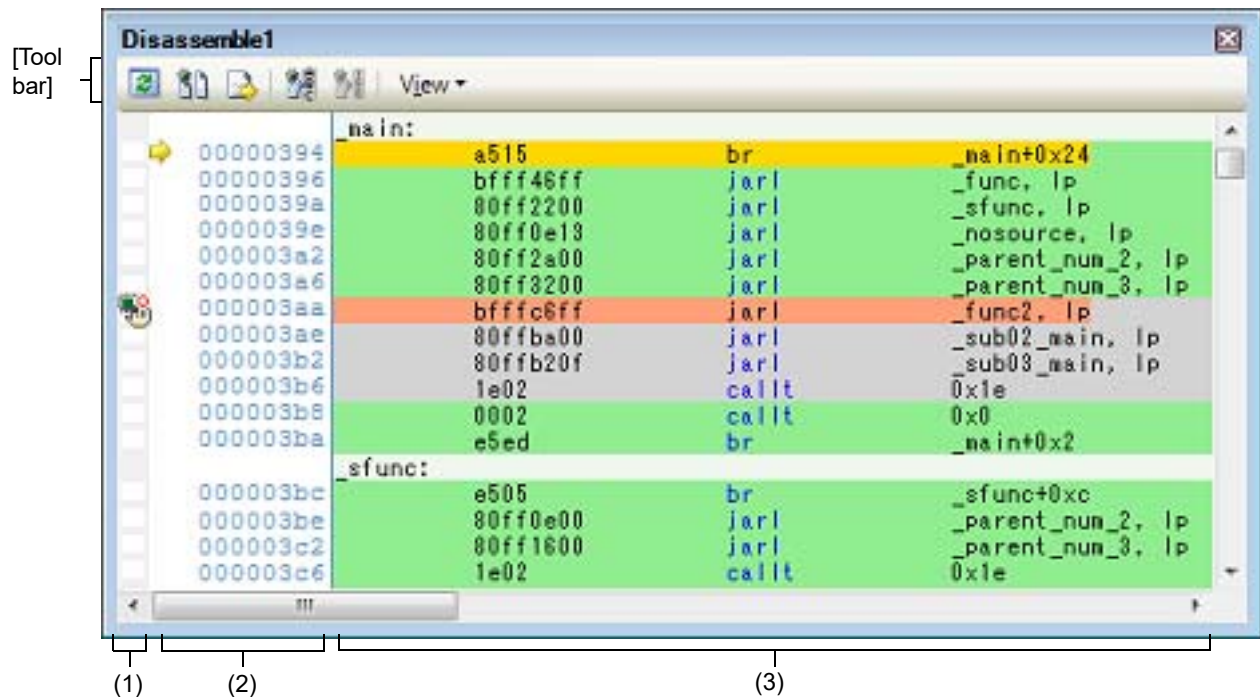 Disassemble1
[Tool bar]
View
_main:
00000394 a515 br _main+0x24
00000396 bfff46ff jarl _func, lp
0000039a 80ff2200 jarl _sfunc, lp
0000039e 80ff0e13 jarl _nosource, lp
000003a2 80ff2a00 jarl _parent_num_2, lp
000003a6 80ff3200 jarl _parent_num_3, lp
000003aa bfffc6ff jarl _func2, lp
000003ae 80ffba00 jarl _sub02_main, lp
000003b2 80ffb20f jarl _sub03_main, lp
000003b6 1e02 callt 0x1e
000003b8 0002 callt 0x0
000003ba e5ed br _main+0x2
_sfunc:
000003bc e505 br _sfunc+0xc
000003be 80ff0e00 jarl _parent_num_2, lp
000003c2 80ff1600 jarl _parent_num_3, lp
000003c6 1e02 callt 0x1e
(1) (2) (3)